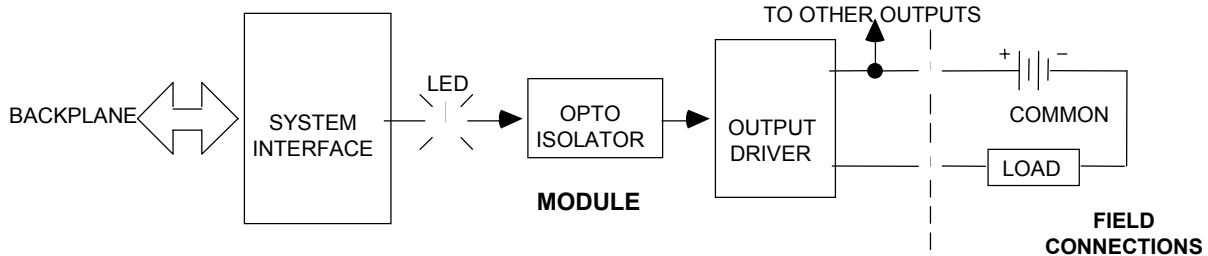 TO OTHER OUTPUTS
+ −
LED
BACKPLANE
SYSTEM
INTERFACE
OPTO
ISOLATOR
OUTPUT
DRIVER
COMMON
LOAD
MODULE
FIELD
CONNECTIONS